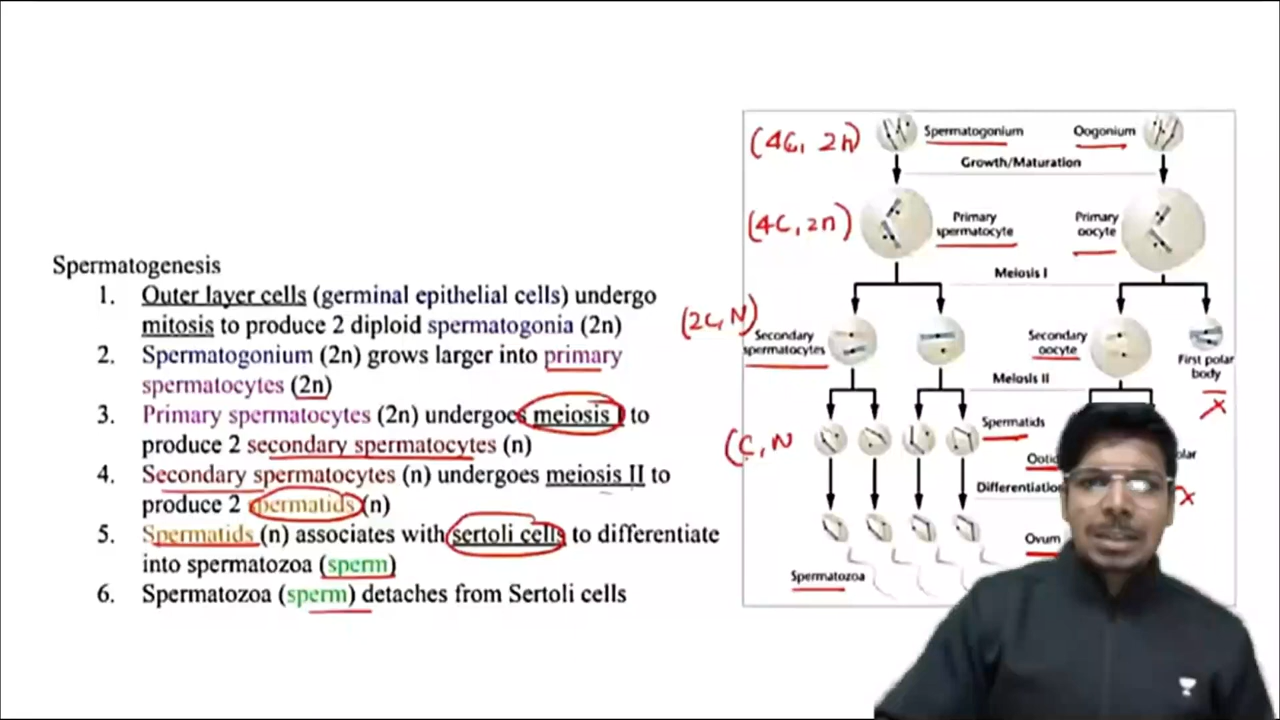 Spermatogenesis
1. Outer layer cells (germinal epithelial cells) undergo
mitosis to produce 2 diploid spermatogonia (2n)
2. Spermatogonium (2n) grows larger into primary
spermatocytes (2n)
3. Primary spermatocytes (2n) undergoes meiosis I to
produce 2 secondary spermatocytes (n)
4. Secondary spermatocytes (n) undergoes meiosis II to
produce 2 spermatids (n)
5. Spermatids (n) associates with sertoli cells to differentiate
into spermatozoa (sperm)
6. Spermatozoa (sperm) detaches from Sertoli cells
(4C, 2n)
Spermatogonium
Oogonium
Growth/Maturation
(4C, 2n)
Primary
spermatocyte
Primary
oocyte
Meiosis I
(2C, N)
Secondary
spermatocytes
Secondary
oocyte
First polar
body
Meiosis II
(C, N
Spermatids
Differentiation
Ovum
Spermatozoa